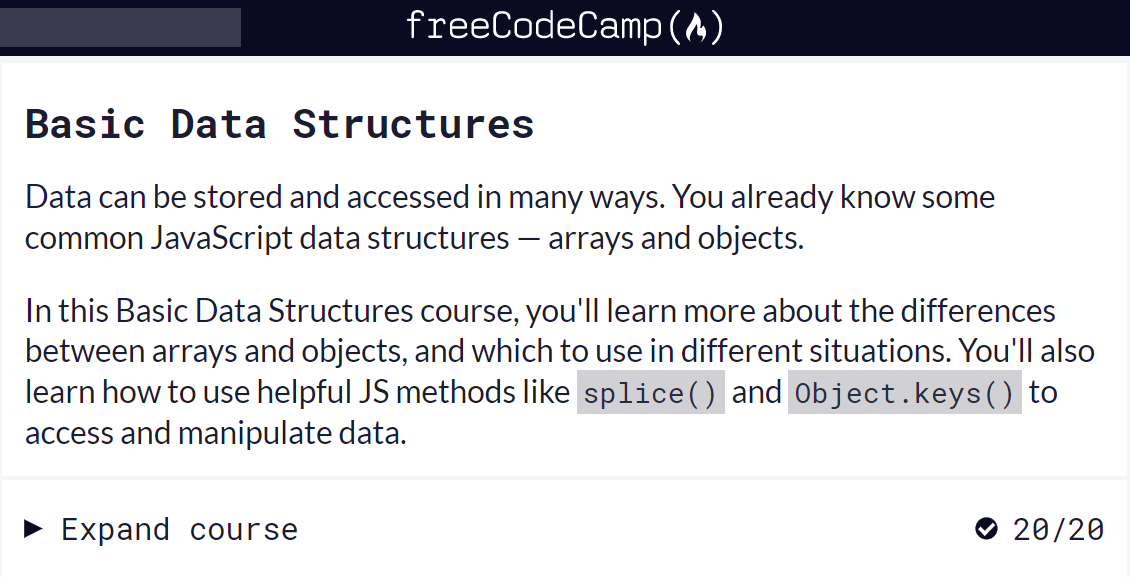 freeCodeCamp
Basic Data Structures
Data can be stored and accessed in many ways. You already know some
common JavaScript data structures — arrays and objects.
In this Basic Data Structures course, you'll learn more about the differences
between arrays and objects, and which to use in different situations. You'll also
learn how to use helpful JS methods like splice() and Object.keys() to
access and manipulate data.
Expand course
20/20